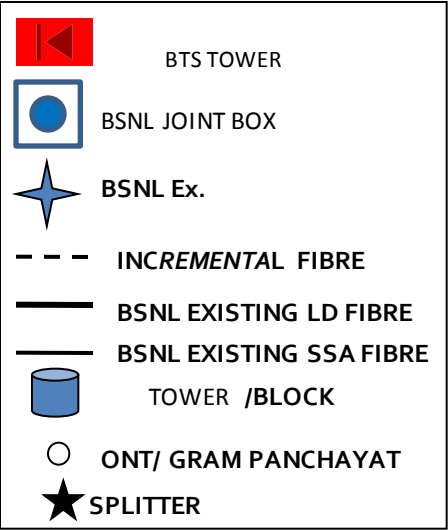 BTS TOWER
BSNL JOINT BOX
BSNL Ex.
INCREMENTAL FIBRE
BSNL EXISTING LD FIBRE
BSNL EXISTING SSA FIBRE
TOWER /BLOCK
ONT/ GRAM PANCHAYAT
SPLITTER